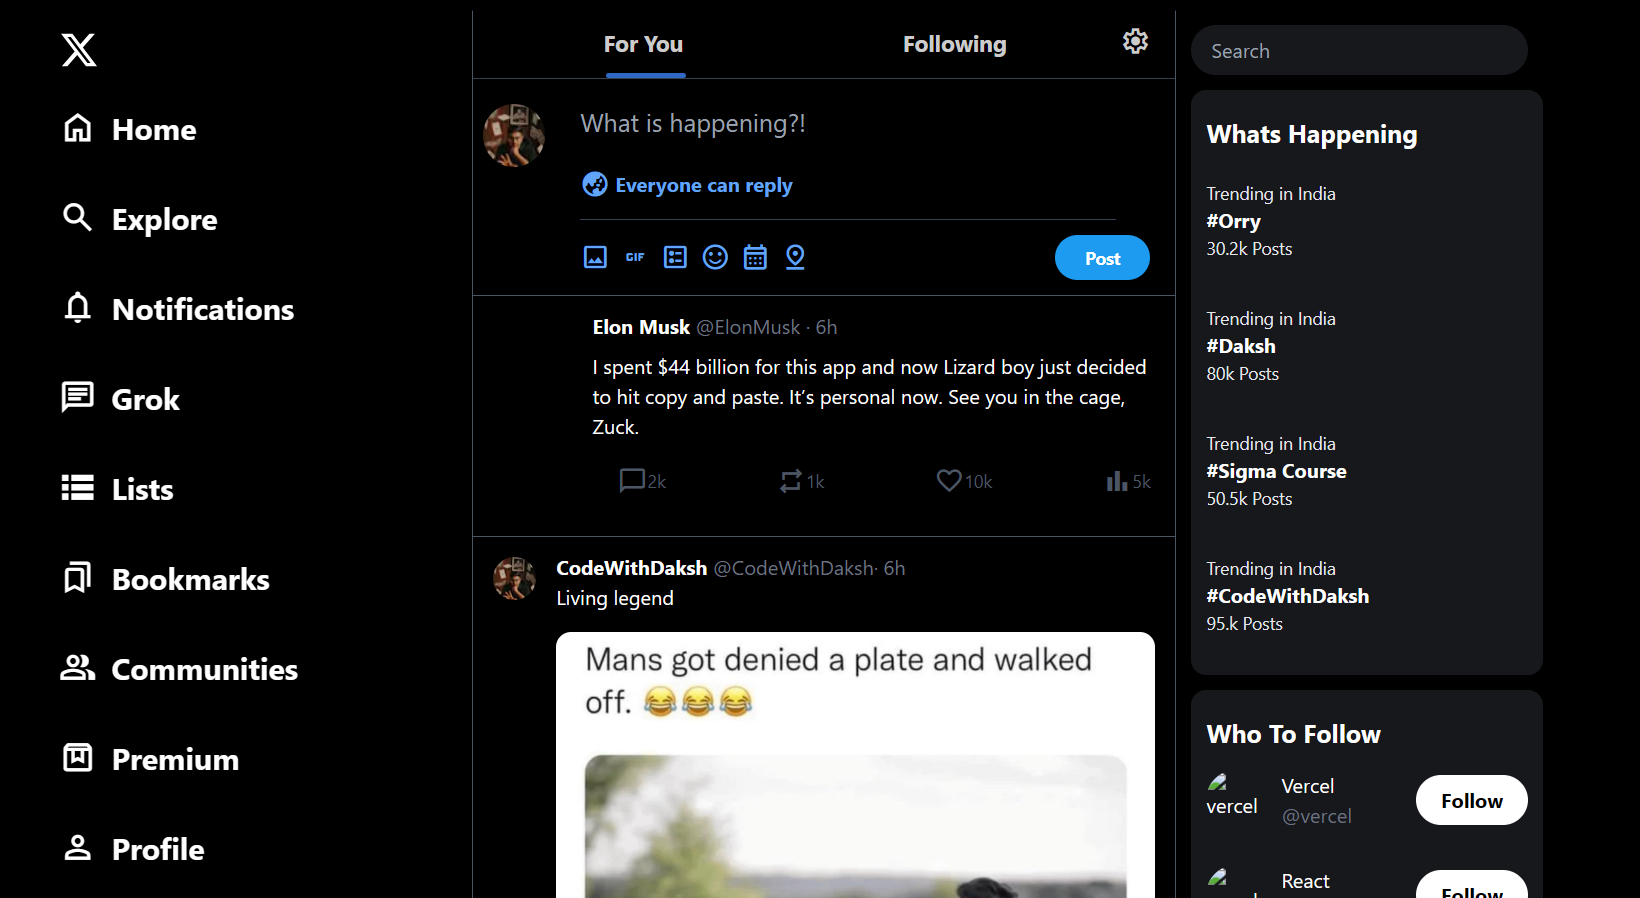 Home
Explore
Notifications
Grok
Lists
Bookmarks
Communities
Premium
Profile
For You
Following
What is happening?!
Everyone can reply
GIF
Post
Elon Musk @ElonMusk · 6h
I spent $44 billion for this app and now Lizard boy just decided
to hit copy and paste. It’s personal now. See you in the cage,
Zuck.
2k 1k 10k 5k
CodeWithDaksh @CodeWithDaksh· 6h
Living legend
Mans got denied a plate and walked
off. 😂😂😂
Search
Whats Happening
Trending in India
#Orry
30.2k Posts
Trending in India
#Daksh
80k Posts
Trending in India
#Sigma Course
50.5k Posts
Trending in India
#CodeWithDaksh
95.k Posts
Who To Follow
vercel
Vercel
@vercel
Follow
React
Follow